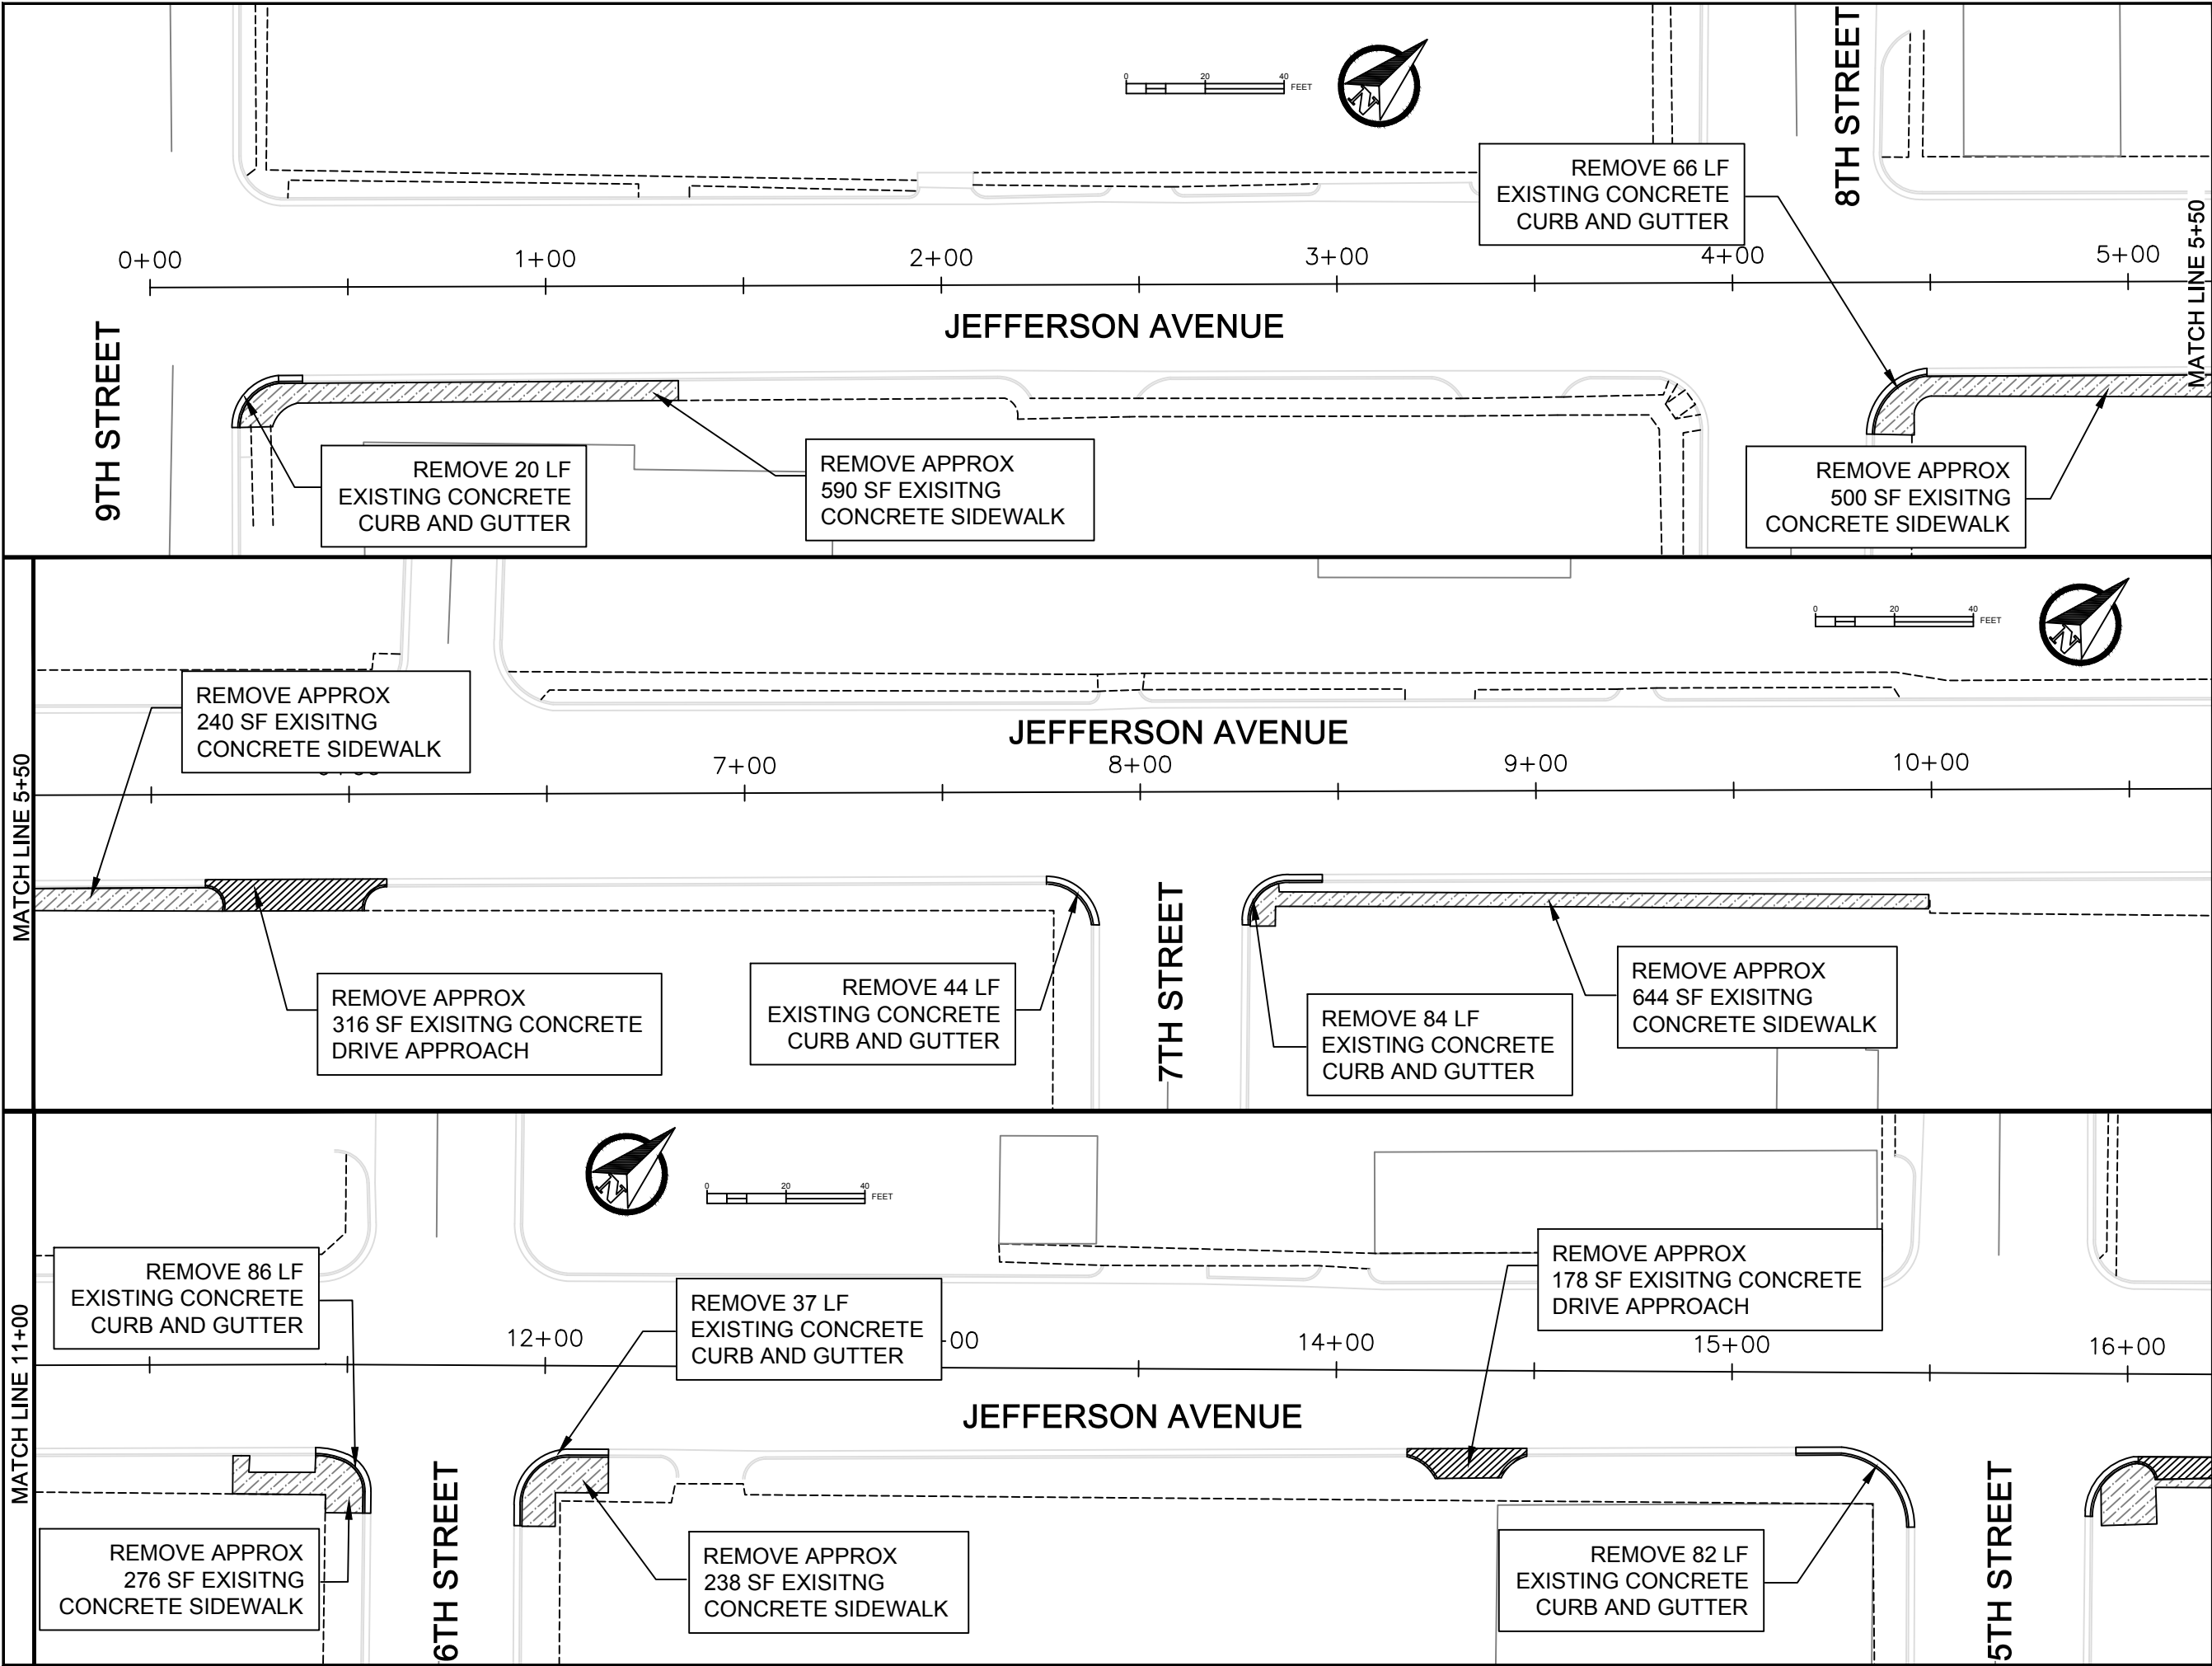 8TH STREET
0 20 40
FEET
N
REMOVE 66 LF
EXISTING CONCRETE
CURB AND GUTTER
0+00 1+00 2+00 3+00 4+00 5+00
MATCH LINE 5+50
JEFFERSON AVENUE
9TH STREET
REMOVE 20 LF
EXISTING CONCRETE
CURB AND GUTTER
REMOVE APPROX
590 SF EXISITNG
CONCRETE SIDEWALK
REMOVE APPROX
500 SF EXISITNG
CONCRETE SIDEWALK
0 20 40
FEET
N
REMOVE APPROX
240 SF EXISITNG
CONCRETE SIDEWALK
JEFFERSON AVENUE
7+00 8+00 9+00 10+00
MATCH LINE 5+50
REMOVE APPROX
316 SF EXISITNG CONCRETE
DRIVE APPROACH
REMOVE 44 LF
EXISTING CONCRETE
CURB AND GUTTER
7TH STREET
REMOVE 84 LF
EXISTING CONCRETE
CURB AND GUTTER
REMOVE APPROX
644 SF EXISITNG
CONCRETE SIDEWALK
N
0 20 40
FEET
REMOVE 86 LF
EXISTING CONCRETE
CURB AND GUTTER
REMOVE 37 LF
EXISTING CONCRETE
CURB AND GUTTER
REMOVE APPROX
178 SF EXISITNG CONCRETE
DRIVE APPROACH
12+00 00 14+00 15+00 16+00
MATCH LINE 11+00
JEFFERSON AVENUE
REMOVE APPROX
276 SF EXISITNG
CONCRETE SIDEWALK
6TH STREET
REMOVE APPROX
238 SF EXISITNG
CONCRETE SIDEWALK
REMOVE 82 LF
EXISTING CONCRETE
CURB AND GUTTER
5TH STREET